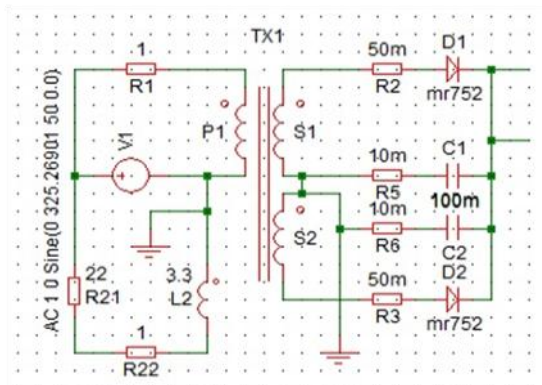 TX1
1
R1
50m
D1
R2
mr752
P1
S1
V1
AC 1 0 Sine(0 325.26901 50 0 0)
10m
C1
R5
100m
10m
R6
C2
S2
22
R21
3.3
L2
50m
D2
R3
mr752
1
R22